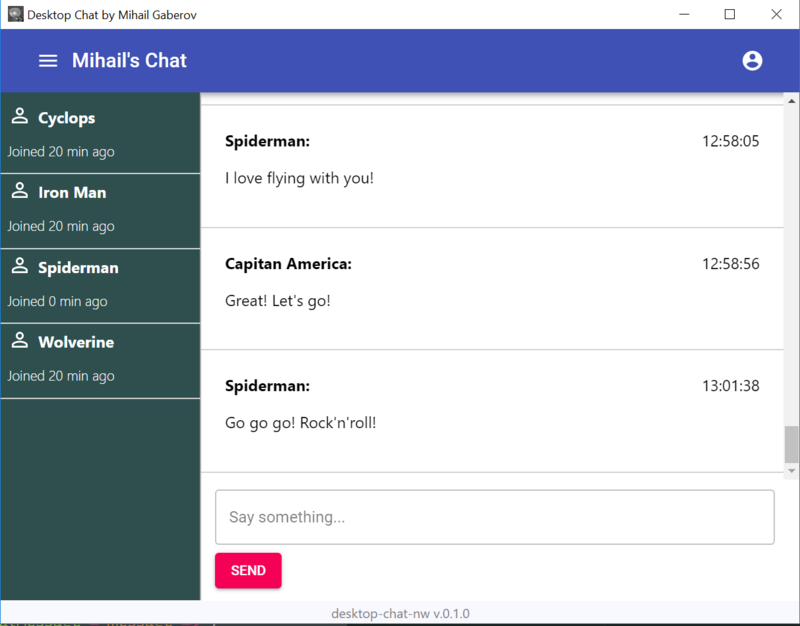 Desktop Chat by Mihail Gaberov
Mihail's Chat
Cyclops
Joined 20 min ago
Iron Man
Joined 20 min ago
Spiderman
Joined 0 min ago
Wolverine
Joined 20 min ago
Spiderman: 12:58:05
I love flying with you!
Capitan America: 12:58:56
Great! Let's go!
Spiderman: 13:01:38
Go go go! Rock'n'roll!
Say something...
SEND
desktop-chat-nw v.0.1.0